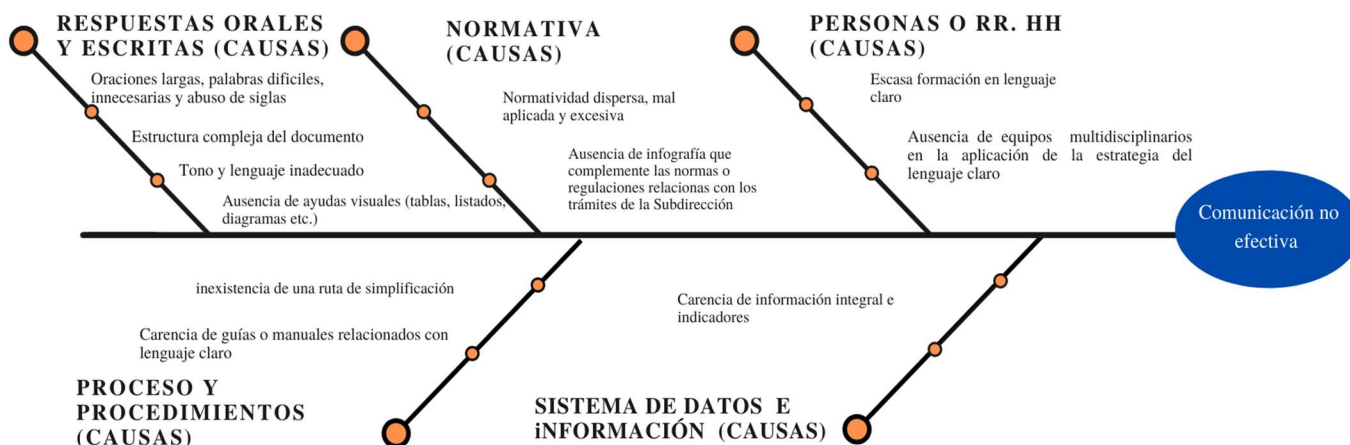 RESPUESTAS ORALES
Y ESCRITAS (CAUSAS)
Oraciones largas, palabras dificiles,
innecesarias y abuso de siglas
Estructura compleja del documento
Tono y lenguaje inadecuado
Ausencia de ayudas visuales (tablas, listados,
diagramas etc.)
NORMATIVA
(CAUSAS)
Normatividad dispersa, mal
aplicada y excesiva
Ausencia de infografía que
complemente las normas o
regulaciones relacionas con los
trámites de la Subdirección
PERSONAS O RR. HH
(CAUSAS)
Escasa formación en lenguaje
claro
Ausencia de equipos multidisciplinarios
en la aplicación de la estrategia del
lenguaje claro
Comunicación no
efectiva
inexistencia de una ruta de simplificación
Carencia de guías o manuales relacionados con
lenguaje claro
PROCESO Y
PROCEDIMIENTOS
(CAUSAS)
Carencia de información integral e
indicadores
SISTEMA DE DATOS E
iNFORMACIÓN (CAUSAS)